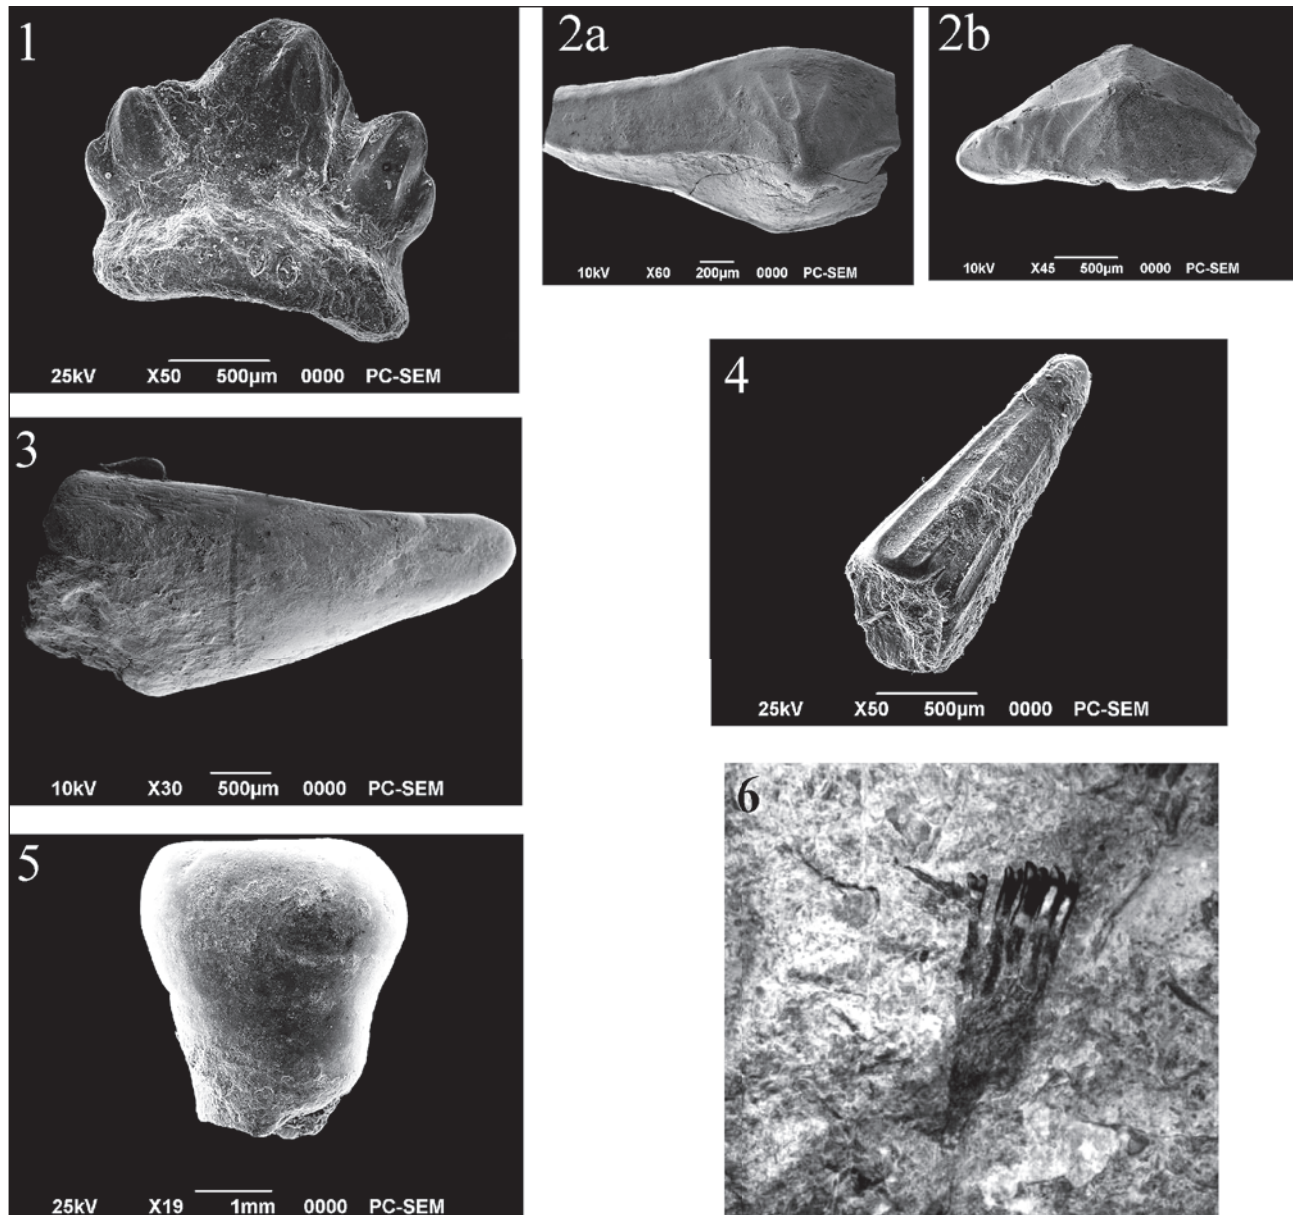 1
25kV X50 500µm 0000 PC-SEM
2a
10kV X60 200µm 0000 PC-SEM
2b
10kV X45 500µm 0000 PC-SEM
3
10kV X30 500µm 0000 PC-SEM
4
25kV X50 500µm 0000 PC-SEM
5
25kV X19 1mm 0000 PC-SEM
6